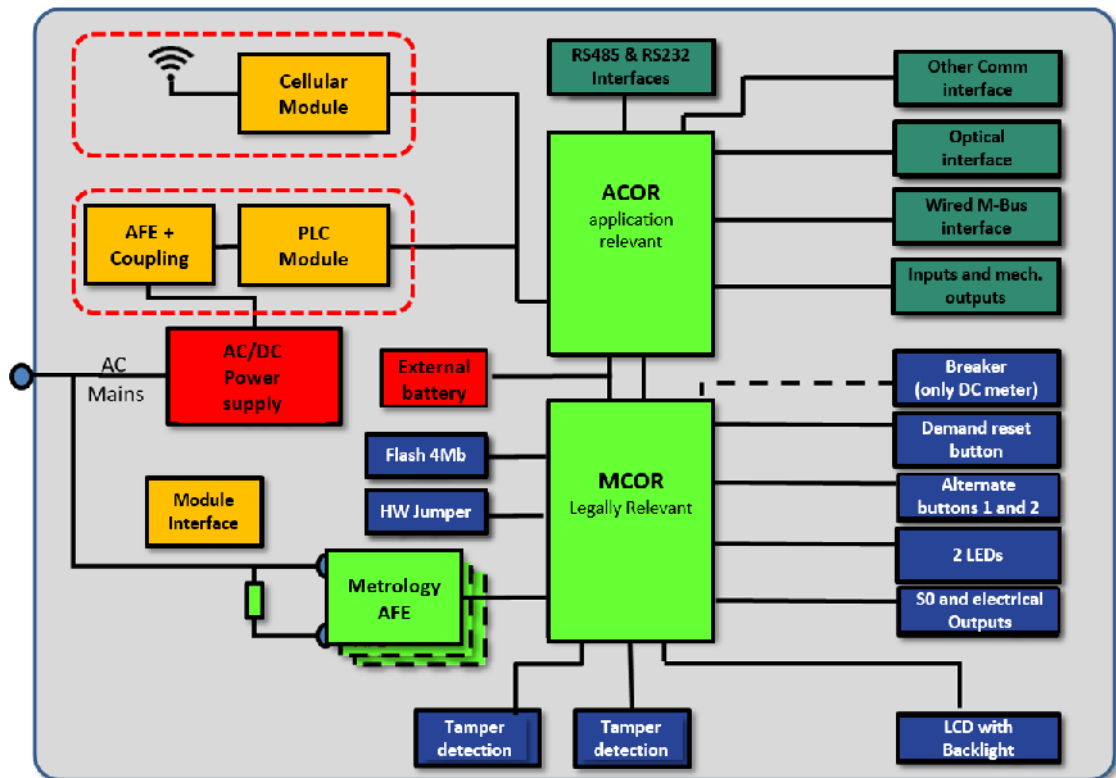 Cellular
Module
RS485 & RS232
Interfaces
Other Comm
interface
Optical
interface
ACOR
application
relevant
Wired M-Bus
interface
AFE +
Coupling
PLC
Module
Inputs and mech.
outputs
AC/DC
Power
supply
AC
Mains
External
battery
Breaker
(only DC meter)
Demand reset
button
Flash 4Mb
MCOR
Legally Relevant
Alternate
buttons 1 and 2
Module
Interface
HW Jumper
2 LEDs
Metrology
AFE
S0 and electrical
Outputs
Tamper
detection
Tamper
detection
LCD with
Backlight